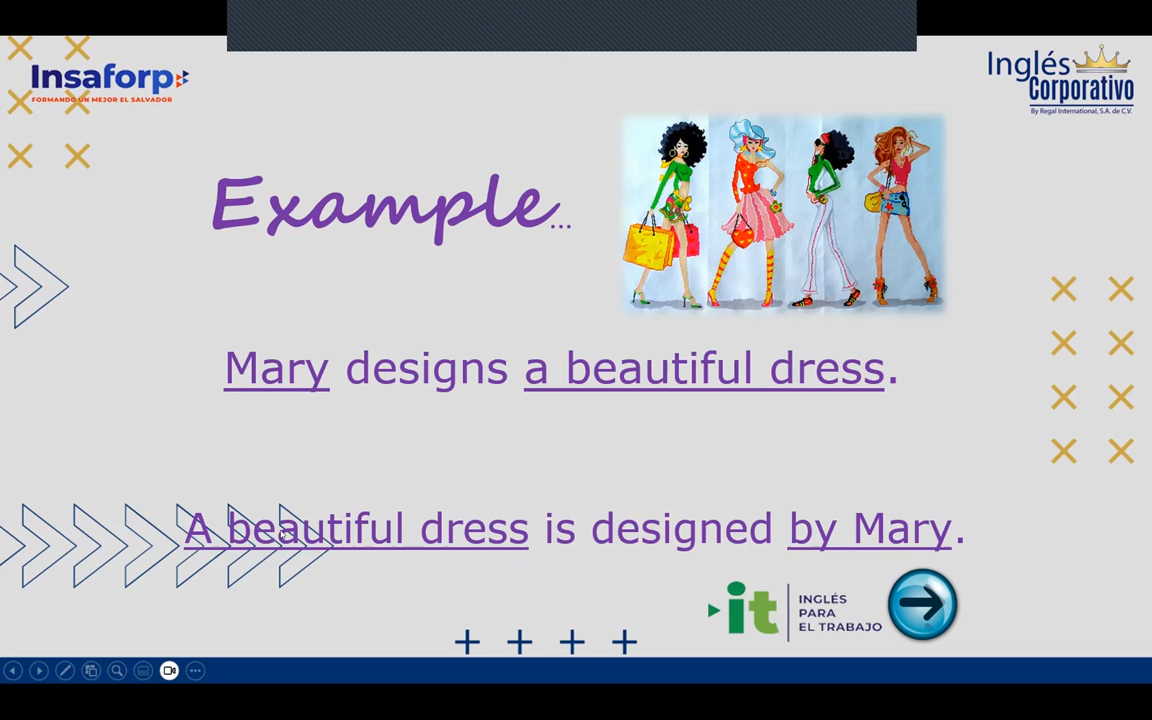 Insaforp
FORMANDO UN MEJOR EL SALVADOR
Inglés
Corporativo
By Regal International, S.A. de C.V.
Example...
Mary designs a beautiful dress.
A beautiful dress is designed by Mary.
it
INGLÉS
PARA
EL TRABAJO